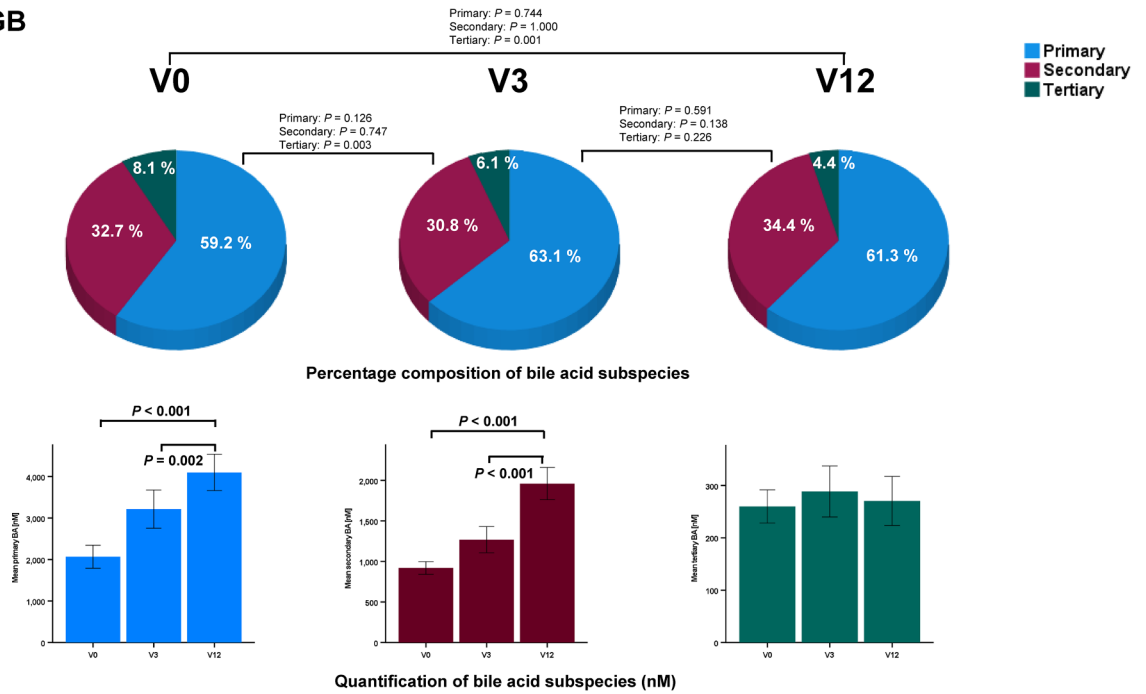 GB
Primary: P = 0.744
Secondary: P = 1.000
Tertiary: P = 0.001
V0
V3
V12
Primary
Secondary
Tertiary
Primary: P = 0.126
Secondary: P = 0.747
Tertiary: P = 0.003
Primary: P = 0.591
Secondary: P = 0.138
Tertiary: P = 0.226
8.1 %
32.7 %
59.2 %
6.1 %
30.8 %
63.1 %
4.4 %
34.4 %
61.3 %
Percentage composition of bile acid subspecies
P < 0.001
P = 0.002
Mean primary BA [nM]
4,000
3,000
2,000
1,000
0
V0
V3
V12
P < 0.001
P < 0.001
Mean secondary BA [nM]
2,000
1,500
1,000
500
0
V0
V3
V12
Mean tertiary BA [nM]
300
200
100
0
V0
V3
V12
Quantification of bile acid subspecies (nM)